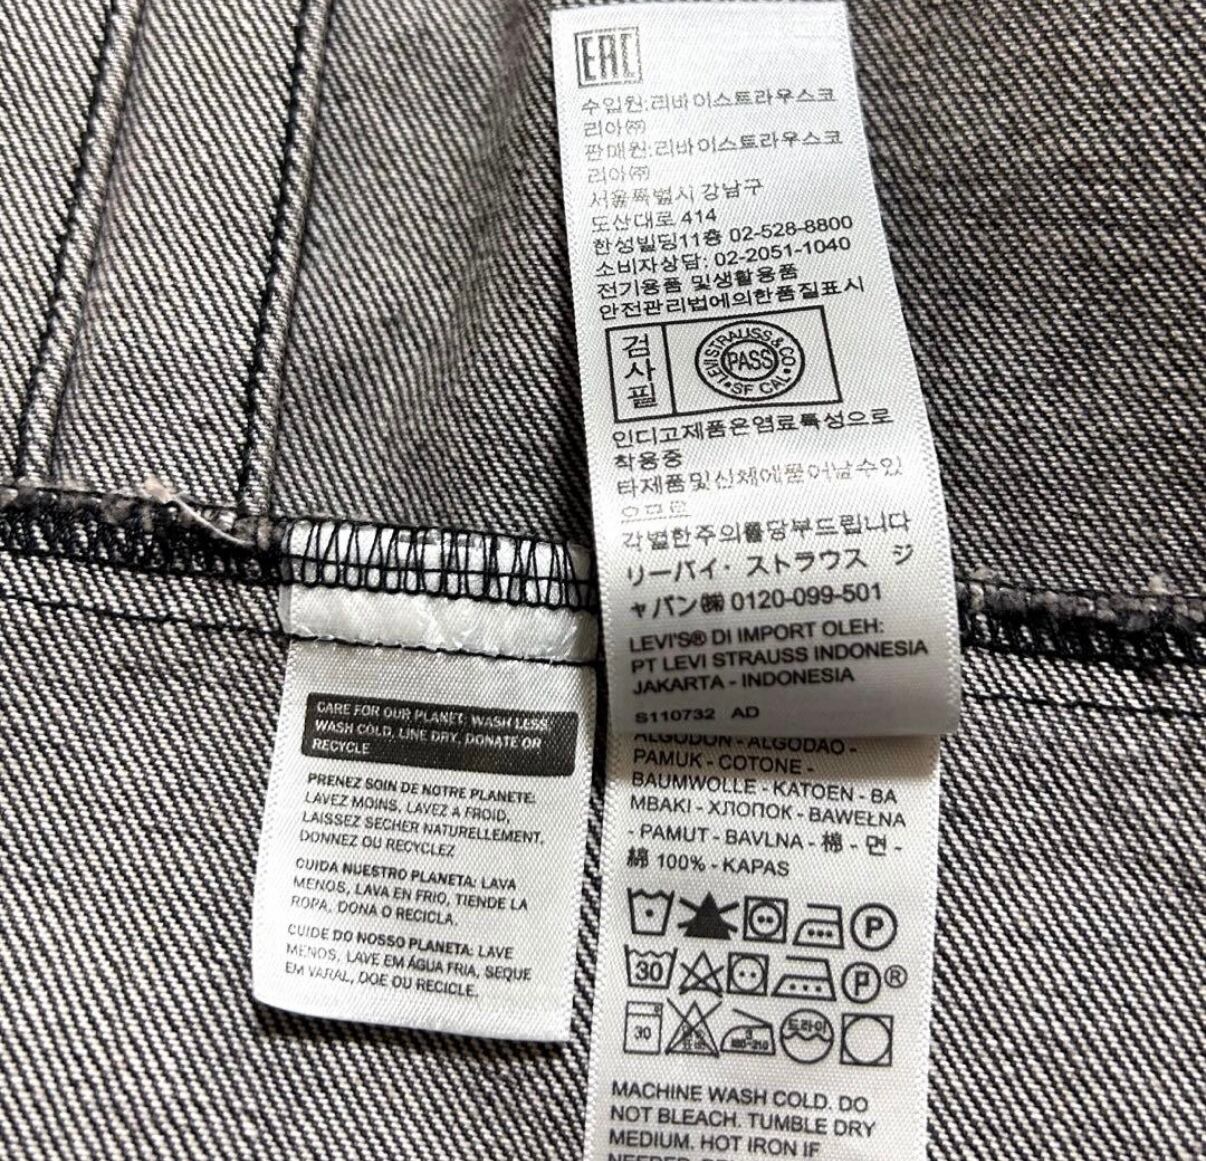 EAC
수입원:리바이스트라우스코
리아㈜
판매원:리바이스트라우스코
리아㈜
서울특별시 강남구
도산대로 414
한성빌딩11층 02-528-8800
소비자상담: 02-2051-1040
전기용품 및생활용품
안전관리법에의한품질표시
검사필
LEVI STRAUSS & CO
PASS
SF CAL
인디고제품은염료특성으로
착용중
타제품및신체에묻어날수있
으므로
각별한주의를당부드립니다
リーバイ・ストラウス ジ
ャパン㈱ 0120-099-501
LEVI'S® DI IMPORT OLEH:
PT LEVI STRAUSS INDONESIA
JAKARTA - INDONESIA
S110732 AD
CARE FOR OUR PLANET: WASH LESS,
WASH COLD, LINE DRY, DONATE OR
RECYCLE
PRENEZ SOIN DE NOTRE PLANÈTE:
LAVEZ MOINS, LAVEZ À FROID,
LAISSEZ SÉCHER NATURELLEMENT,
DONNEZ OU RECYCLEZ
CUIDA NUESTRO PLANETA: LAVA
MENOS, LAVA EN FRÍO, TIENDE LA
ROPA, DONA O RECICLA.
CUIDE DO NOSSO PLANETA: LAVE
MENOS, LAVE EM ÁGUA FRIA, SEQUE
EM VARAL, DOE OU RECICLE.
ALGODÓN - ALGODÃO -
PAMUK - COTONE -
BAUMWOLLE - KATOEN - BA
MBAKI - ХЛОПОК - BAWEŁNA
- PAMUT - BAVLNA - 棉 - 면 -
綿 100% - KAPAS
P
30 P ®
30 드라이
MACHINE WASH COLD. DO
NOT BLEACH. TUMBLE DRY
MEDIUM. HOT IRON IF